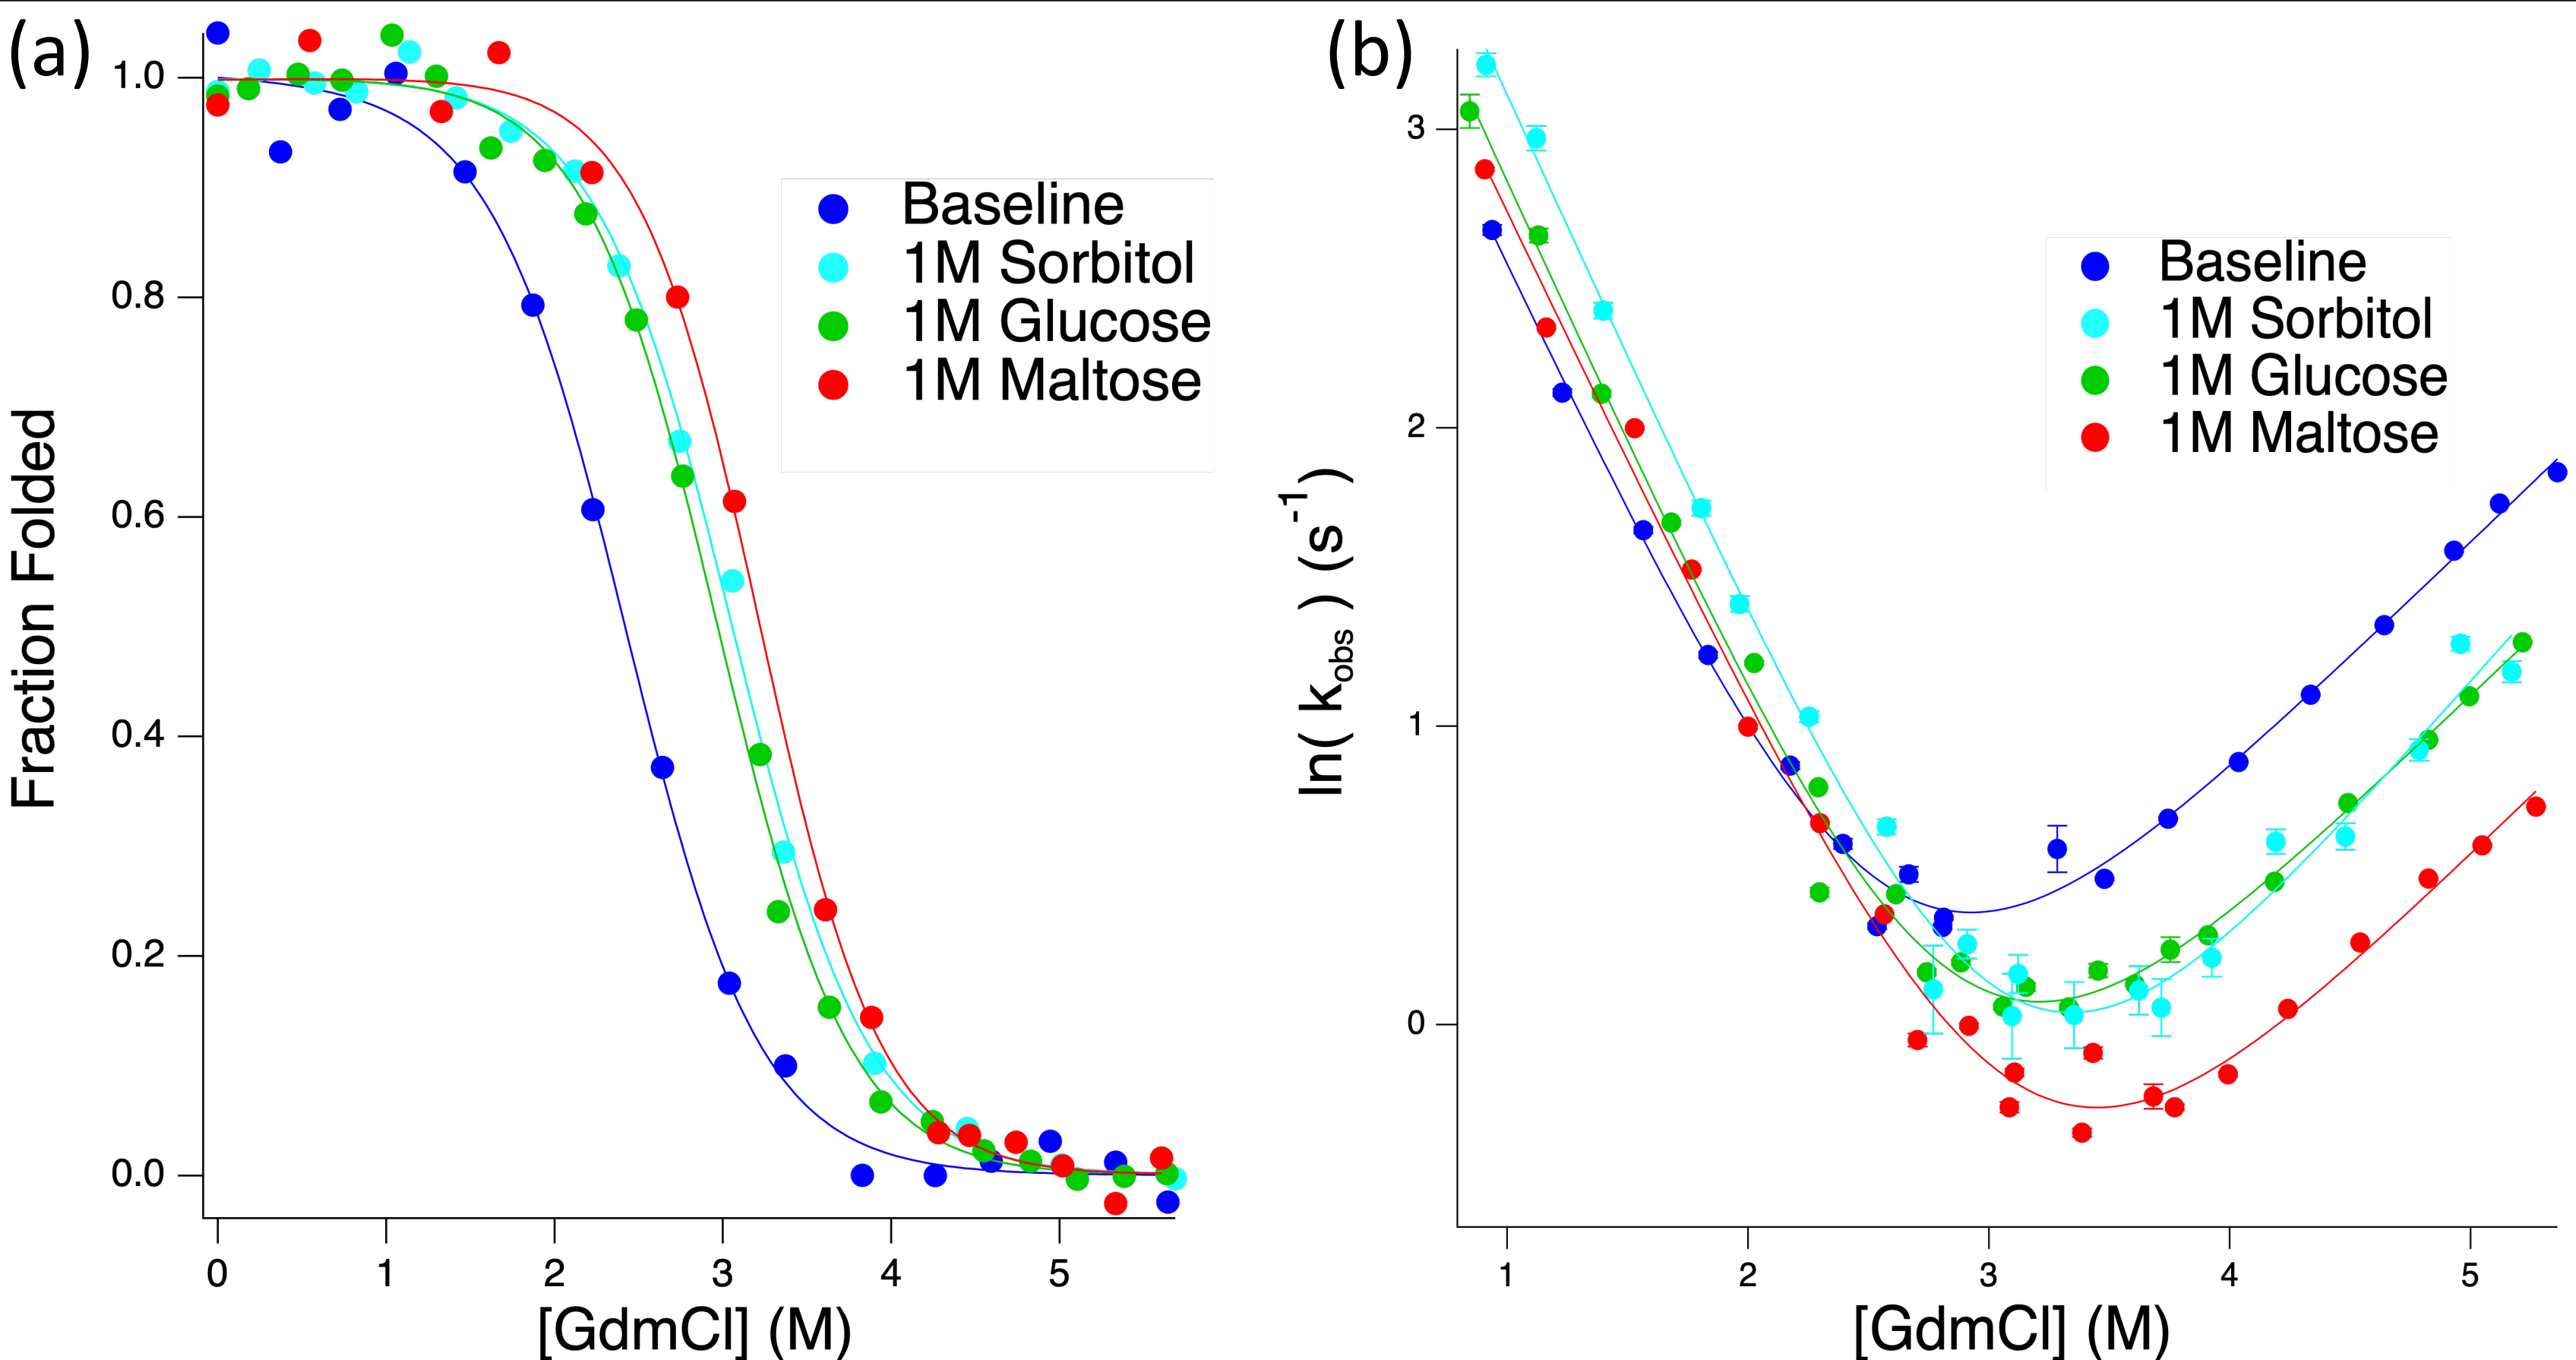 (a)
1.0
0.8
0.6
0.4
0.2
0.0
Fraction Folded
0 1 2 3 4 5
[GdmCl] (M)
Baseline
1M Sorbitol
1M Glucose
1M Maltose
(b)
3
2
1
0
ln( k_obs ) (s^-1)
1 2 3 4 5
[GdmCl] (M)
Baseline
1M Sorbitol
1M Glucose
1M Maltose